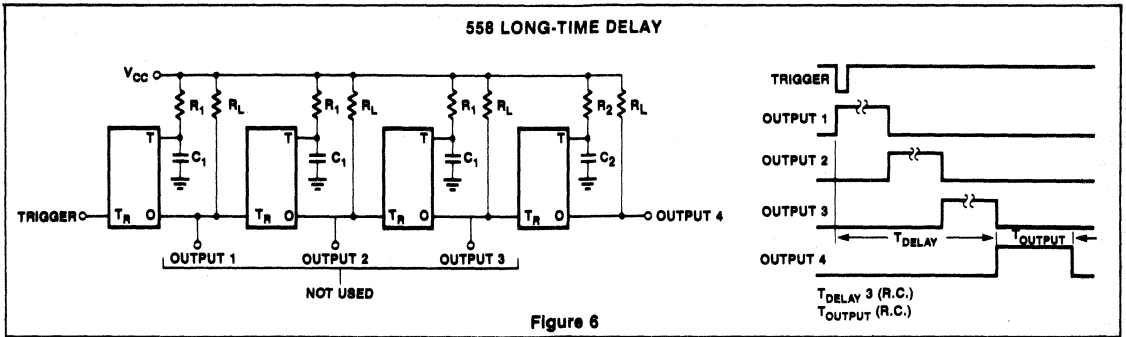 558 LONG-TIME DELAY
VCC
R1 RL R1 RL R1 RL R2 RL
T T T T
C1 C1 C1 C2
TRIGGER TR O TR O TR O TR O OUTPUT 4
OUTPUT 1 OUTPUT 2 OUTPUT 3
NOT USED
TRIGGER
OUTPUT 1
OUTPUT 2
OUTPUT 3
TDELAY TOUTPUT
OUTPUT 4
TDELAY 3 (R.C.)
TOUTPUT (R.C.)
Figure 6